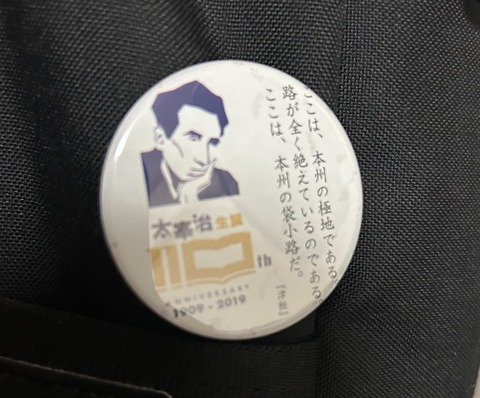 ここは、本州の極地である。
路が全く絶えているのである。
ここは、本州の袋小路だ。
『津軽』
太宰治生誕
110th
ANNIVERSARY
1909 - 2019